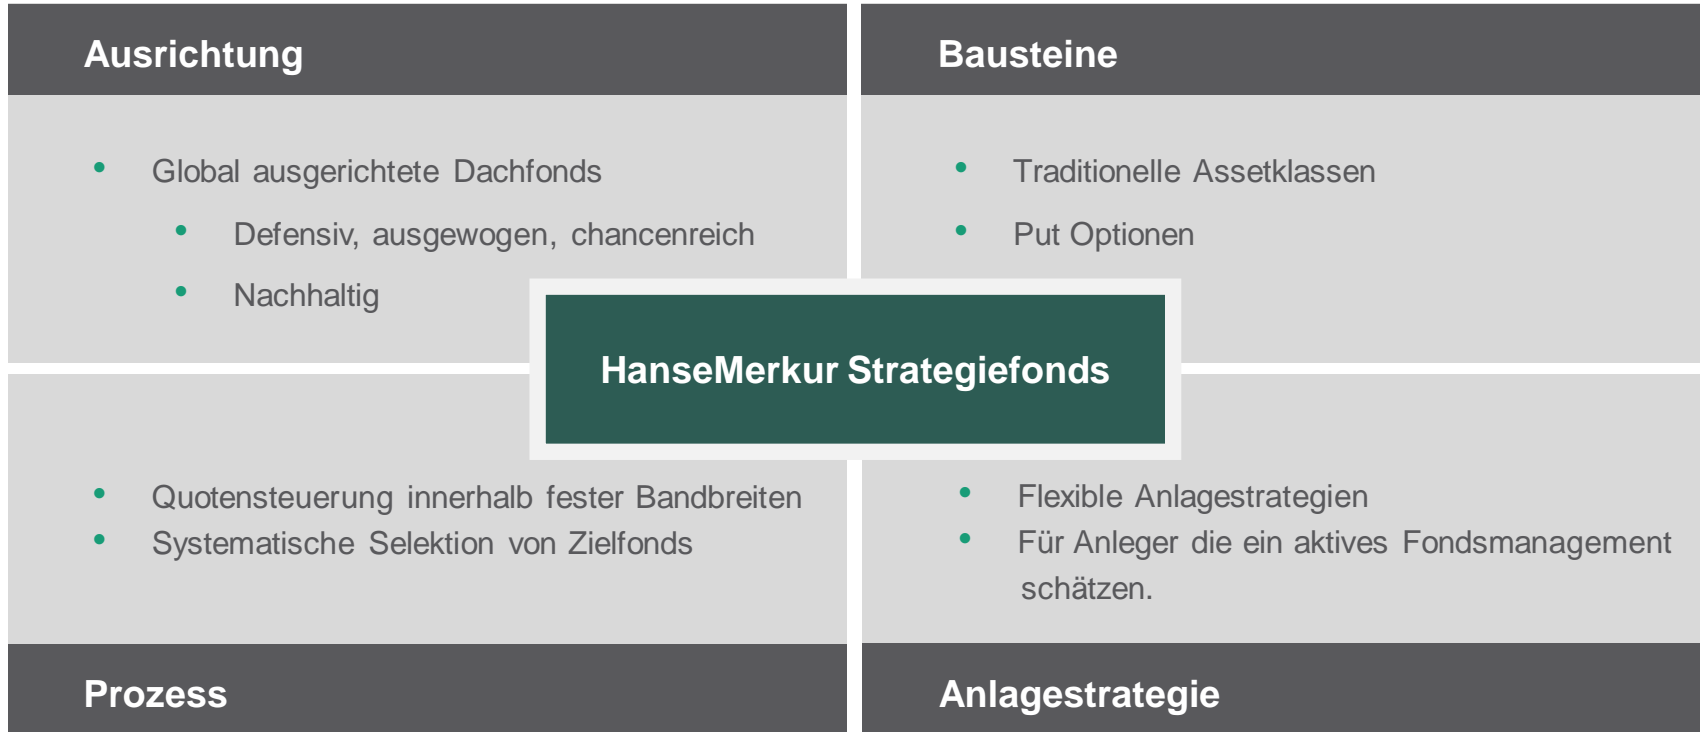 Ausrichtung
• Global ausgerichtete Dachfonds
• Defensiv, ausgewogen, chancenreich
• Nachhaltig
Bausteine
• Traditionelle Assetklassen
• Put Optionen
HanseMerkur Strategiefonds
• Quotensteuerung innerhalb fester Bandbreiten
• Systematische Selektion von Zielfonds
Prozess
• Flexible Anlagestrategien
• Für Anleger die ein aktives Fondsmanagement
schätzen.
Anlagestrategie